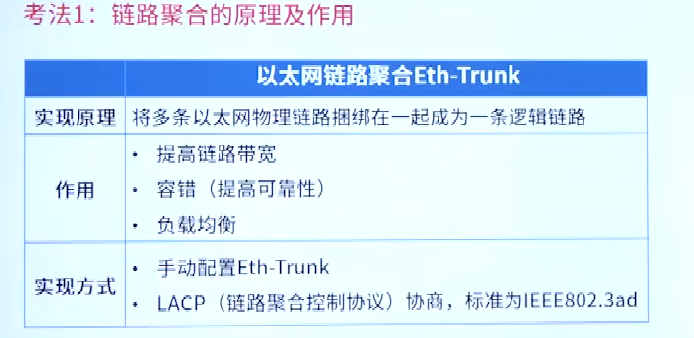 考法1：链路聚合的原理及作用
以太网链路聚合Eth-Trunk
实现原理 将多条以太网物理链路捆绑在一起成为一条逻辑链路
作用
• 提高链路带宽
• 容错（提高可靠性）
• 负载均衡
实现方式
• 手动配置Eth-Trunk
• LACP（链路聚合控制协议）协商，标准为IEEE802.3ad